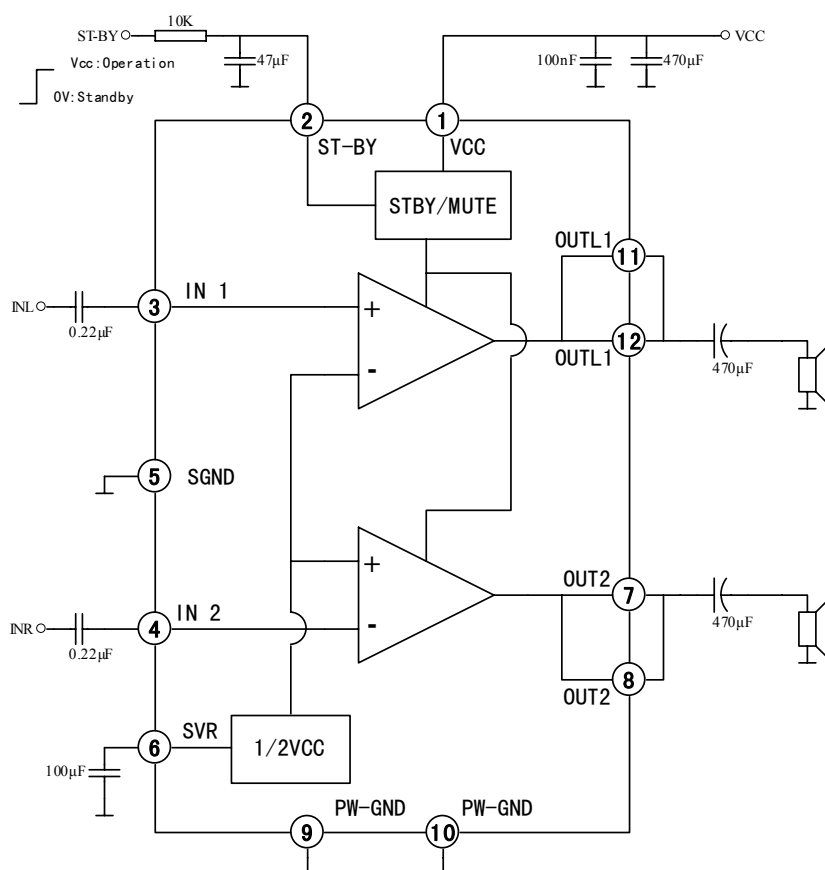 10K
ST-BY
47μF
Vcc:Operation
0V:Standby
VCC
100nF
470μF
2
1
ST-BY
VCC
STBY/MUTE
OUTL1
11
INL
0.22μF
3
IN 1
+
-
12
OUTL1
470μF
5
SGND
+
-
OUT2
7
470μF
INR
0.22μF
4
IN 2
8
OUT2
SVR
6
1/2VCC
100μF
PW-GND
PW-GND
9
10